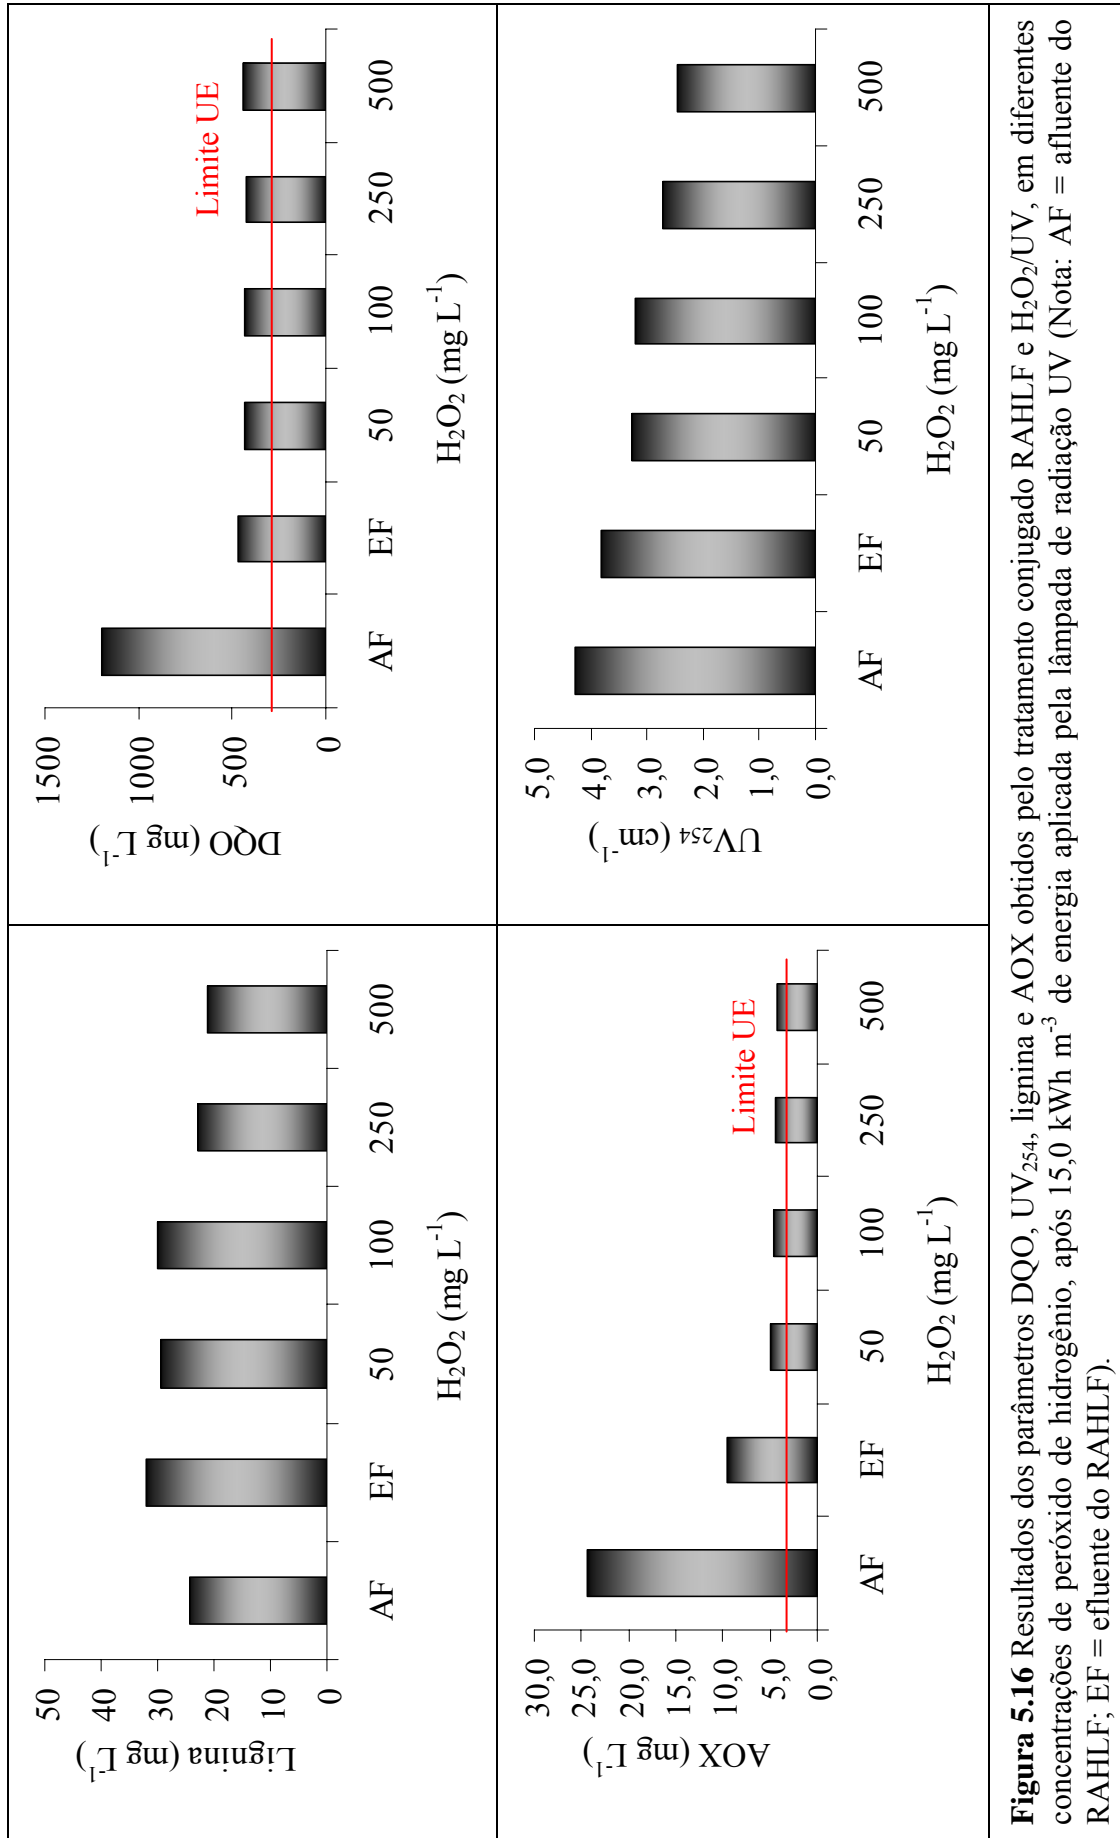 Lignina (mg L⁻¹)
50
40
30
20
10
0
AF EF 50 100 250 500
H₂O₂ (mg L⁻¹)
DQO (mg L⁻¹)
1500
1000
500
0
Limite UE
AF EF 50 100 250 500
H₂O₂ (mg L⁻¹)
AOX (mg L⁻¹)
30,0
25,0
20,0
15,0
10,0
5,0
0,0
Limite UE
AF EF 50 100 250 500
H₂O₂ (mg L⁻¹)
UV₂₅₄ (cm⁻¹)
5,0
4,0
3,0
2,0
1,0
0,0
AF EF 50 100 250 500
H₂O₂ (mg L⁻¹)
Figura 5.16 Resultados dos parâmetros DQO, UV₂₅₄, lignina e AOX obtidos pelo tratamento conjugado RAHLF e H₂O₂/UV, em diferentes
concentrações de peróxido de hidrogênio, após 15,0 kWh m⁻³ de energia aplicada pela lâmpada de radiação UV (Nota: AF = afluente do
RAHLF; EF = efluente do RAHLF).